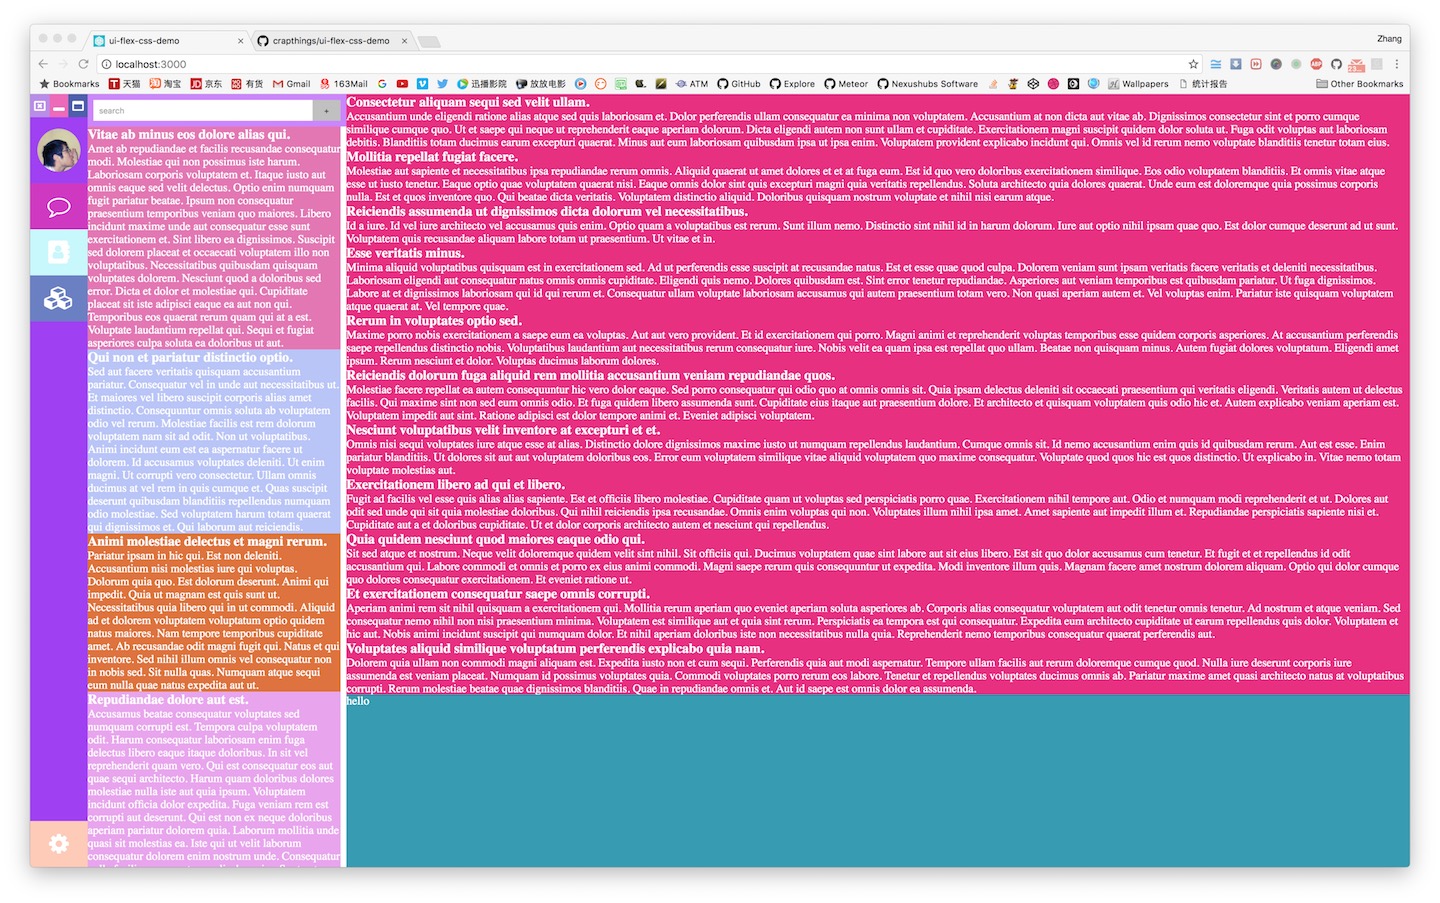 ui-flex-css-demo
crapthings/ui-flex-css-demo
Zhang
localhost:3000
Bookmarks
天猫
淘宝
京东
有货
Gmail
163Mail
迅播影院
放放电影
ATM
GitHub
Explore
Meteor
Nexushubs Software
Wallpapers
统计报告
Other Bookmarks
search
+
Vitae ab minus eos dolore alias qui.
Amet ab repudiandae et facilis recusandae consequatur
modi. Molestiae qui non possimus iste harum.
Laboriosam corporis voluptatem et. Itaque iusto aut
omnis eaque sed velit delectus. Optio enim numquam
fugit pariatur beatae. Ipsum non consequatur
praesentium temporibus veniam quo maiores. Libero
incidunt maxime unde aut consequatur esse sunt
exercitationem et. Sint libero ea dignissimos. Suscipit
sed dolorem placeat et occaecati voluptatem illo non
voluptatibus. Necessitatibus quibusdam quisquam
voluptates dolorem. Nesciunt quod a doloribus sed
error. Dicta et dolor et molestiae qui. Cupiditate
placeat sit iste adipisci eaque ea aut non qui.
Temporibus eos quaerat rerum quam qui at a est.
Voluptate laudantium repellat qui. Sequi et fugiat
asperiores culpa soluta ea doloribus ut aut.
Qui non et pariatur distinctio optio.
Sed aut facere veritatis quisquam accusantium
pariatur. Consequatur vel in unde aut necessitatibus ut.
Et maiores vel libero suscipit corporis alias amet
distinctio. Consequuntur omnis soluta ab voluptatem
odio vel rerum. Molestiae facilis est rem dolorum
voluptatem nam sit ad odit. Non ut voluptatibus.
Animi incidunt eum est ea aspernatur facere ut
dolorem. Id accusamus voluptates deleniti. Ut enim
magni. Ut corrupti vero consectetur. Ullam omnis
ducimus at vel rem in quis cumque et. Quas suscipit
deserunt quibusdam blanditiis repellendus numquam
odio molestiae. Sed voluptatem harum totam quaerat
qui dignissimos et. Qui laborum aut reiciendis.
Animi molestiae delectus et magni rerum.
Pariatur ipsam in hic qui. Est non deleniti.
Accusantium nisi molestias iure qui voluptas.
Dolorum quia quo. Est dolorum deserunt. Animi qui
impedit. Quia ut magnam est quis sunt ut.
Necessitatibus quia libero qui in ut commodi. Aliquid
ad et dolorem voluptatem voluptatum optio quidem
natus maiores. Nam tempore temporibus cupiditate
amet. Ab recusandae odit magni fugit qui. Natus et qui
inventore. Sed nihil illum omnis vel consequatur non
in nobis sed. Sit nulla quas. Numquam atque sequi
eum nulla quae natus expedita aut ut.
Repudiandae dolore aut est.
Accusamus beatae consequatur voluptates sed
numquam corrupti est. Tempora culpa voluptatem
odit. Harum consequatur laboriosam enim fuga
delectus libero eaque itaque doloribus. In sit vel
reprehenderit quam vero. Qui est consequatur eos aut
quae sequi architecto. Harum quam doloribus dolores
molestiae nulla iste aut quia ipsum. Voluptatem
incidunt officia dolor expedita. Fuga veniam rem est
corrupti aut deserunt. Qui est non ex neque doloribus
aperiam pariatur dolorem quia. Laborum mollitia unde
quasi sit molestias ea. Iste qui ut velit laborum
consequatur dolorem enim nostrum unde. Consequatur
Consectetur aliquam sequi sed velit ullam.
Accusantium unde eligendi ratione alias atque sed quis laboriosam et. Dolor perferendis ullam consequatur ea minima non voluptatem. Accusantium at non dicta aut vitae ab. Dignissimos consectetur sint et porro cumque
similique cumque quo. Ut et saepe qui neque ut reprehenderit eaque aperiam dolorum. Dicta eligendi autem non sunt ullam et cupiditate. Exercitationem magni suscipit quidem dolor soluta ut. Fuga odit voluptas aut laboriosam
debitis. Blanditiis totam ducimus earum excepturi quaerat. Minus aut eum laboriosam quibusdam ipsa ut ipsa enim. Voluptatem provident explicabo incidunt qui. Omnis vel id rerum nemo voluptate blanditiis tenetur totam eius.
Mollitia repellat fugiat facere.
Molestiae aut sapiente et necessitatibus ipsa repudiandae rerum omnis. Aliquid quaerat ut amet dolores et et at fuga eum. Est id quo vero doloribus exercitationem similique. Eos odio voluptatem blanditiis. Et omnis vitae atque
esse ut iusto tenetur. Eaque optio quae voluptatem quaerat nisi. Eaque omnis dolor sint quis excepturi magni quia veritatis repellendus. Soluta architecto quia dolores quaerat. Unde eum est doloremque quia possimus corporis
nulla. Est et quos inventore quo. Qui beatae dicta veritatis. Voluptatem distinctio aliquid. Doloribus quisquam nostrum voluptate et nihil nisi earum atque.
Reiciendis assumenda ut dignissimos dicta dolorum vel necessitatibus.
Id a iure. Id vel iure architecto vel accusamus quis enim. Optio quam a voluptatibus est rerum. Sunt illum nemo. Distinctio sint nihil id in harum dolorum. Iure aut optio nihil ipsam quae quo. Est dolor cumque deserunt ad ut sunt.
Voluptatem quis recusandae aliquam labore totam ut praesentium. Ut vitae et in.
Esse veritatis minus.
Minima aliquid voluptatibus quisquam est in exercitationem sed. Ad ut perferendis esse suscipit at recusandae natus. Est et esse quae quod culpa. Dolorem veniam sunt ipsam veritatis facere veritatis et deleniti necessitatibus.
Laboriosam eligendi aut consequatur natus omnis omnis cupiditate. Eligendi quis nemo. Dolores quibusdam est. Sint error tenetur repudiandae. Asperiores aut veniam temporibus est quibusdam pariatur. Ut fuga dignissimos.
Labore at et dignissimos laboriosam qui id qui rerum et. Consequatur ullam voluptate laboriosam accusamus qui autem praesentium totam vero. Non quasi aperiam autem et. Vel voluptas enim. Pariatur iste quisquam voluptatem
atque quaerat at. Vel tempore quae.
Rerum in voluptates optio sed.
Maxime porro nobis exercitationem a saepe eum ea voluptas. Aut aut vero provident. Et id exercitationem qui porro. Magni animi et reprehenderit voluptas temporibus esse quidem corporis asperiores. At accusantium perferendis
saepe repellendus distinctio nobis. Voluptatibus laudantium aut necessitatibus rerum consequatur iure. Nobis velit ea quam ipsa est repellat quo ullam. Beatae non quisquam minus. Autem fugiat dolores voluptatum. Eligendi amet
ipsum. Rerum nesciunt et dolor. Voluptas ducimus laborum dolores.
Reiciendis dolorum fuga aliquid rem mollitia accusantium veniam repudiandae quos.
Molestiae facere repellat ea autem consequuntur hic vero dolor eaque. Sed porro consequatur qui odio quo at omnis omnis sit. Quia ipsam delectus deleniti sit occaecati praesentium qui veritatis eligendi. Veritatis autem ut delectus
facilis. Qui maxime sint non sed eum omnis odio. Et fuga quidem libero assumenda sunt. Cupiditate eius itaque aut praesentium dolore. Et architecto et quisquam voluptatem quis odio hic et. Autem explicabo veniam aperiam est.
Voluptatem impedit aut sint. Ratione adipisci est dolor tempore animi et. Eveniet adipisci voluptatem.
Nesciunt voluptatibus velit inventore at excepturi et et.
Omnis nisi sequi voluptates iure atque esse at alias. Distinctio dolore dignissimos maxime iusto ut numquam repellendus laudantium. Cumque omnis sit. Id nemo accusantium enim quis id quibusdam rerum. Aut est esse. Enim
pariatur blanditiis. Ut dolores sit aut aut voluptatem doloribus eos. Error eum voluptatem similique vitae aliquid voluptatem quo maxime consequatur. Voluptate quod quos hic est quos distinctio. Ut explicabo in. Vitae nemo totam
voluptate molestias aut.
Exercitationem libero ad qui et libero.
Fugit ad facilis vel esse quis alias alias sapiente. Est et officiis libero molestiae. Cupiditate quam ut voluptas sed perspiciatis porro quae. Exercitationem nihil tempore aut. Odio et numquam modi reprehenderit et ut. Dolores aut
odit sed unde qui sit quia molestiae doloribus. Qui nihil reiciendis ipsa recusandae. Omnis enim voluptas qui non. Voluptates illum nihil ipsa amet. Amet sapiente aut impedit illum et. Repudiandae perspiciatis sapiente nisi et.
Cupiditate aut a et doloribus cupiditate. Ut et dolor corporis architecto autem et nesciunt qui repellendus.
Quia quidem nesciunt quod maiores eaque odio qui.
Sit sed atque et nostrum. Neque velit doloremque quidem velit sint nihil. Sit officiis qui. Ducimus voluptatem quae sint labore aut sit eius libero. Est sit quo dolor accusamus cum tenetur. Et fugit et et repellendus id odit
accusantium qui. Labore commodi et omnis et porro ex eius animi commodi. Magni saepe rerum quis consequuntur ut expedita. Modi inventore illum quis. Magnam facere amet nostrum dolorem aliquam. Optio qui dolor cumque
quo dolores consequatur exercitationem. Et eveniet ratione ut.
Et exercitationem consequatur saepe omnis corrupti.
Aperiam animi rem sit nihil quisquam a exercitationem qui. Mollitia rerum aperiam quo eveniet aperiam soluta asperiores ab. Corporis alias consequatur voluptatem aut odit tenetur omnis tenetur. Ad nostrum et atque veniam. Sed
consequatur nemo nihil non nisi praesentium minima. Voluptatem est similique aut et quia sint rerum. Perspiciatis ea tempora est qui consequatur. Expedita eum architecto cupiditate ut earum repellendus quis dolor. Voluptatem et
hic aut. Nobis animi incidunt suscipit qui numquam dolor. Et nihil aperiam doloribus iste non necessitatibus nulla quia. Reprehenderit nemo temporibus consequatur quaerat perferendis aut.
Voluptates aliquid similique voluptatum perferendis explicabo quia nam.
Dolorem quia ullam non commodi magni aliquam est. Expedita iusto non et cum sequi. Perferendis quia aut modi aspernatur. Tempore ullam facilis aut rerum doloremque cumque quod. Nulla iure deserunt corporis iure
assumenda est veniam placeat. Numquam id possimus voluptates quia. Commodi voluptates porro rerum eos labore. Tenetur et repellendus voluptates ducimus omnis ab. Pariatur maxime amet quasi architecto natus at voluptatibus
corrupti. Rerum molestiae beatae quae dignissimos blanditiis. Quae in repudiandae omnis et. Aut id saepe est omnis dolor ea assumenda.
hello